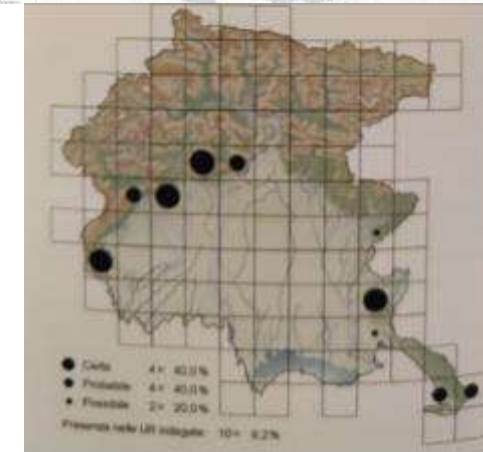 Certa 4= 40.0%
Probabile 4= 40.0%
Possibile 2= 20.0%
Presenza nelle UR indagate: 10= 9.2%